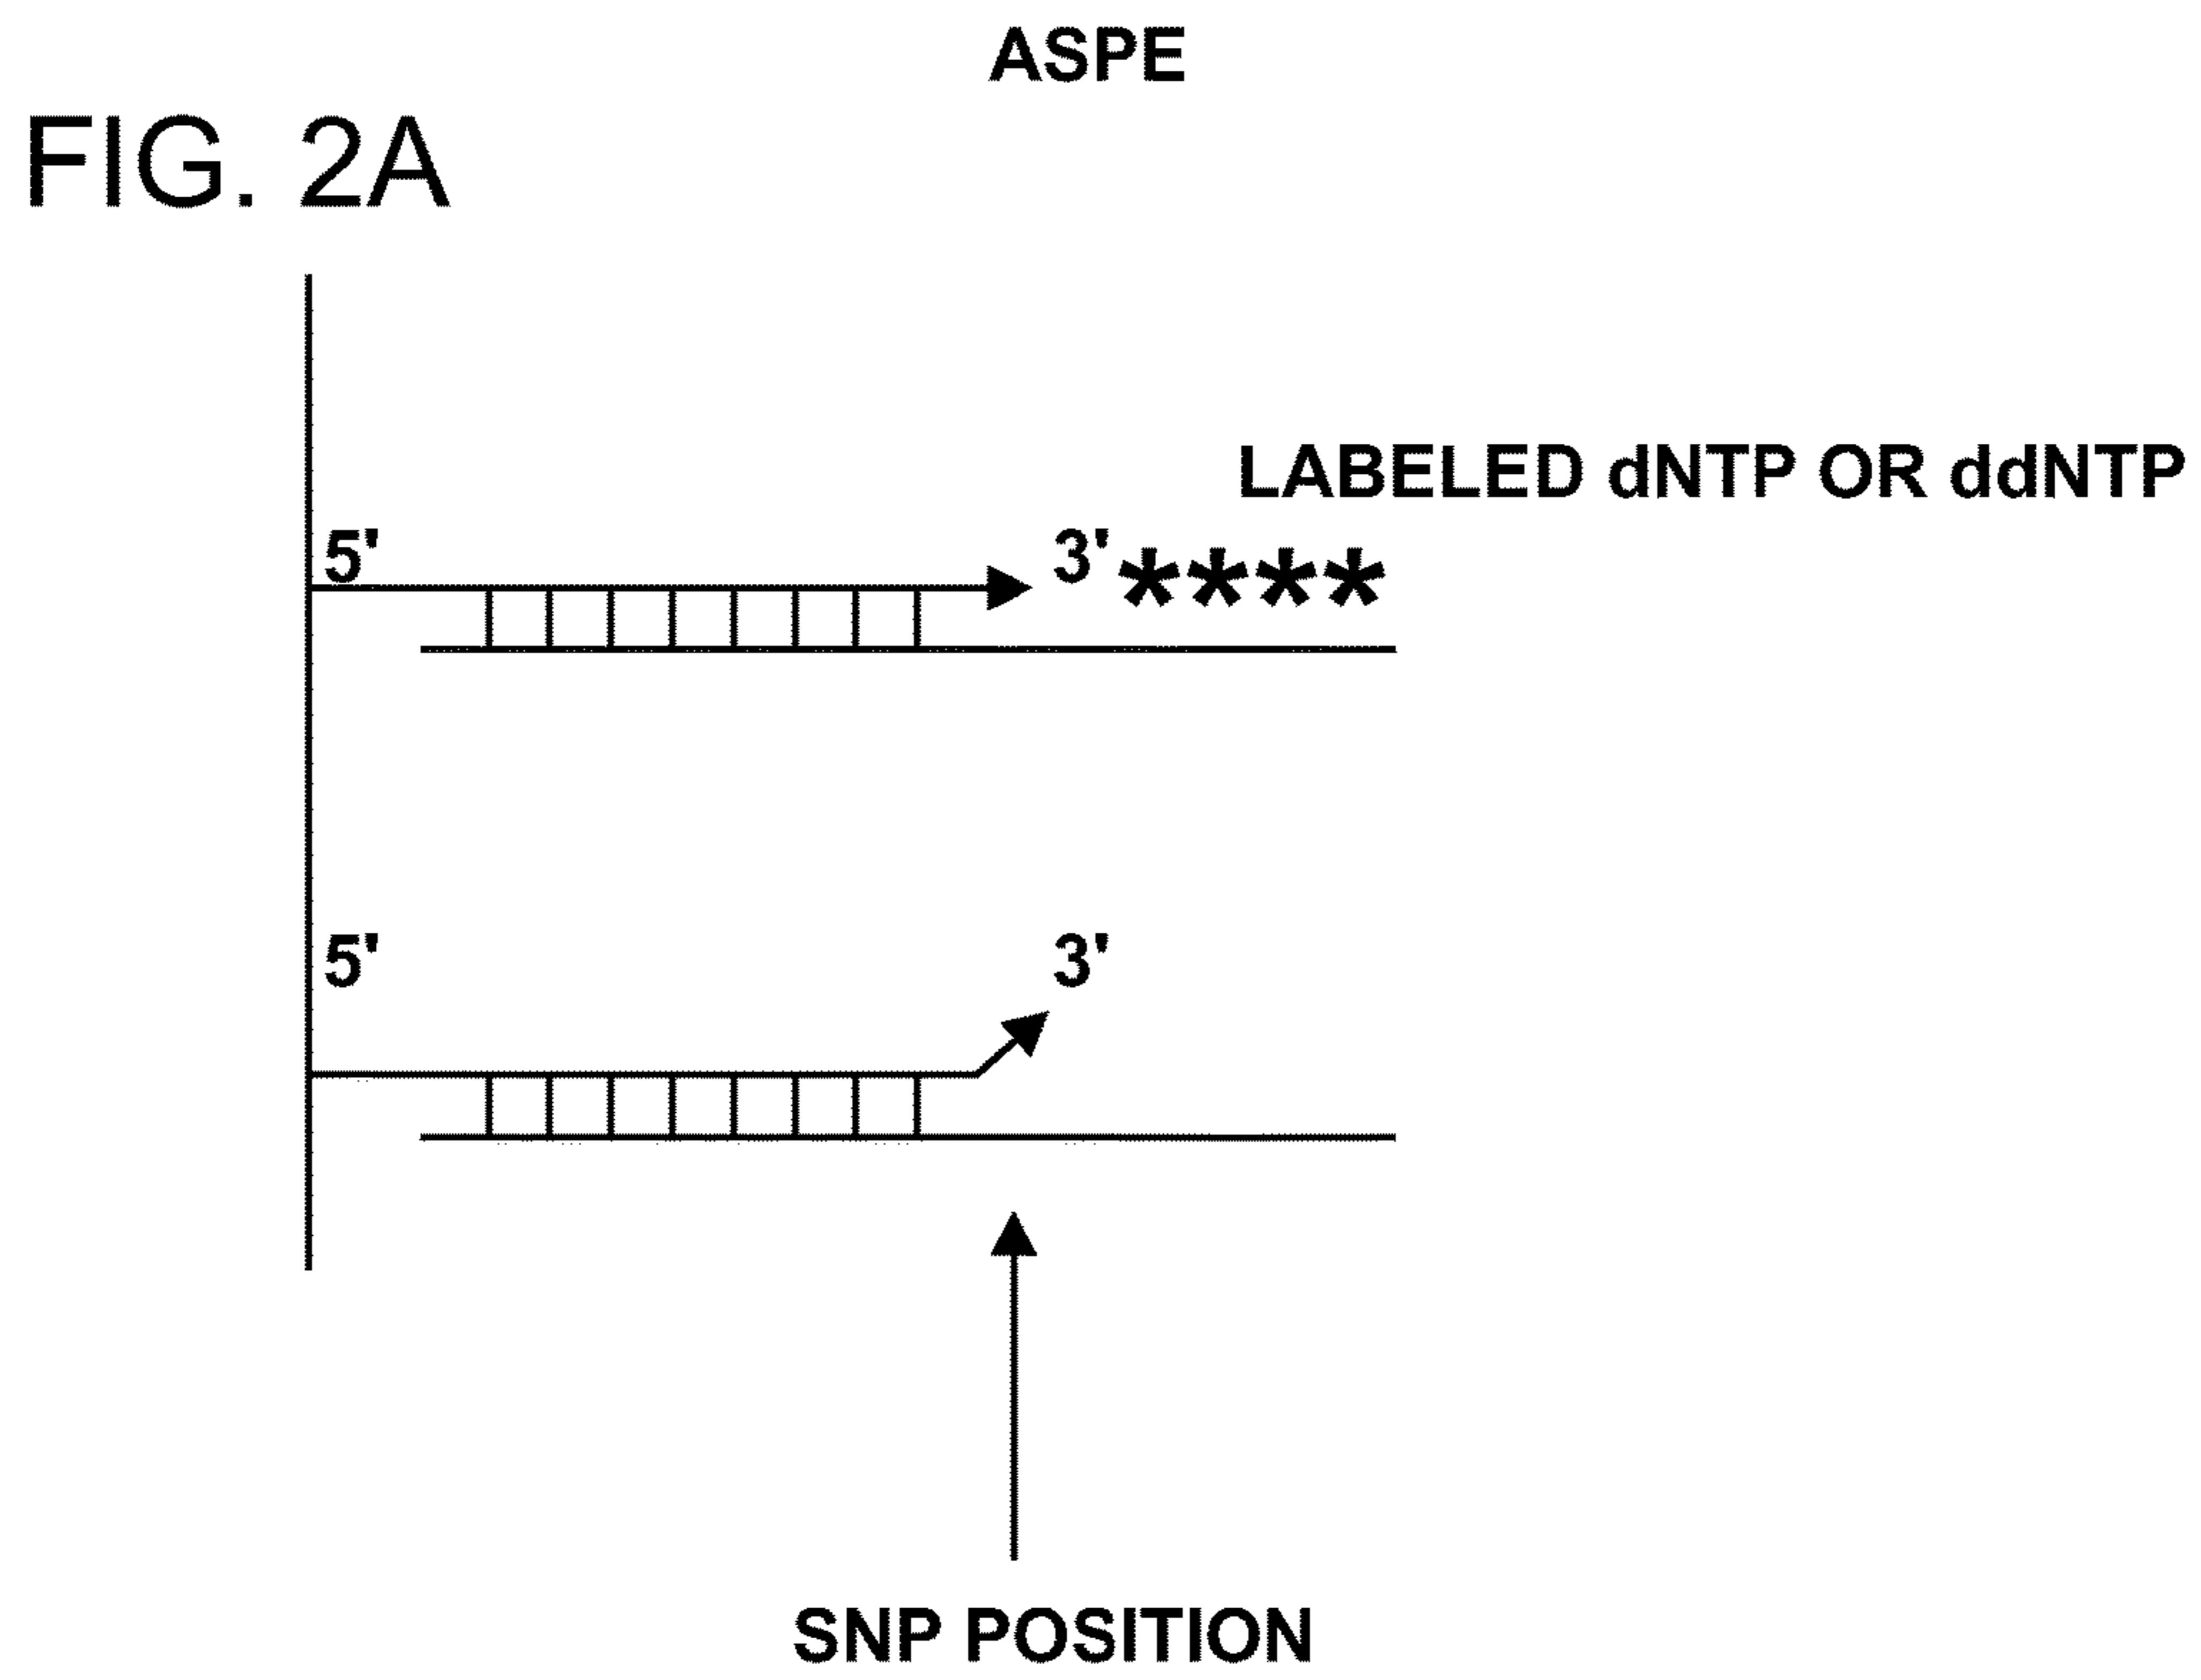 ASPE
FIG. 2A
LABELED dNTP OR ddNTP
5'
3' ****
5'
3'
SNP POSITION